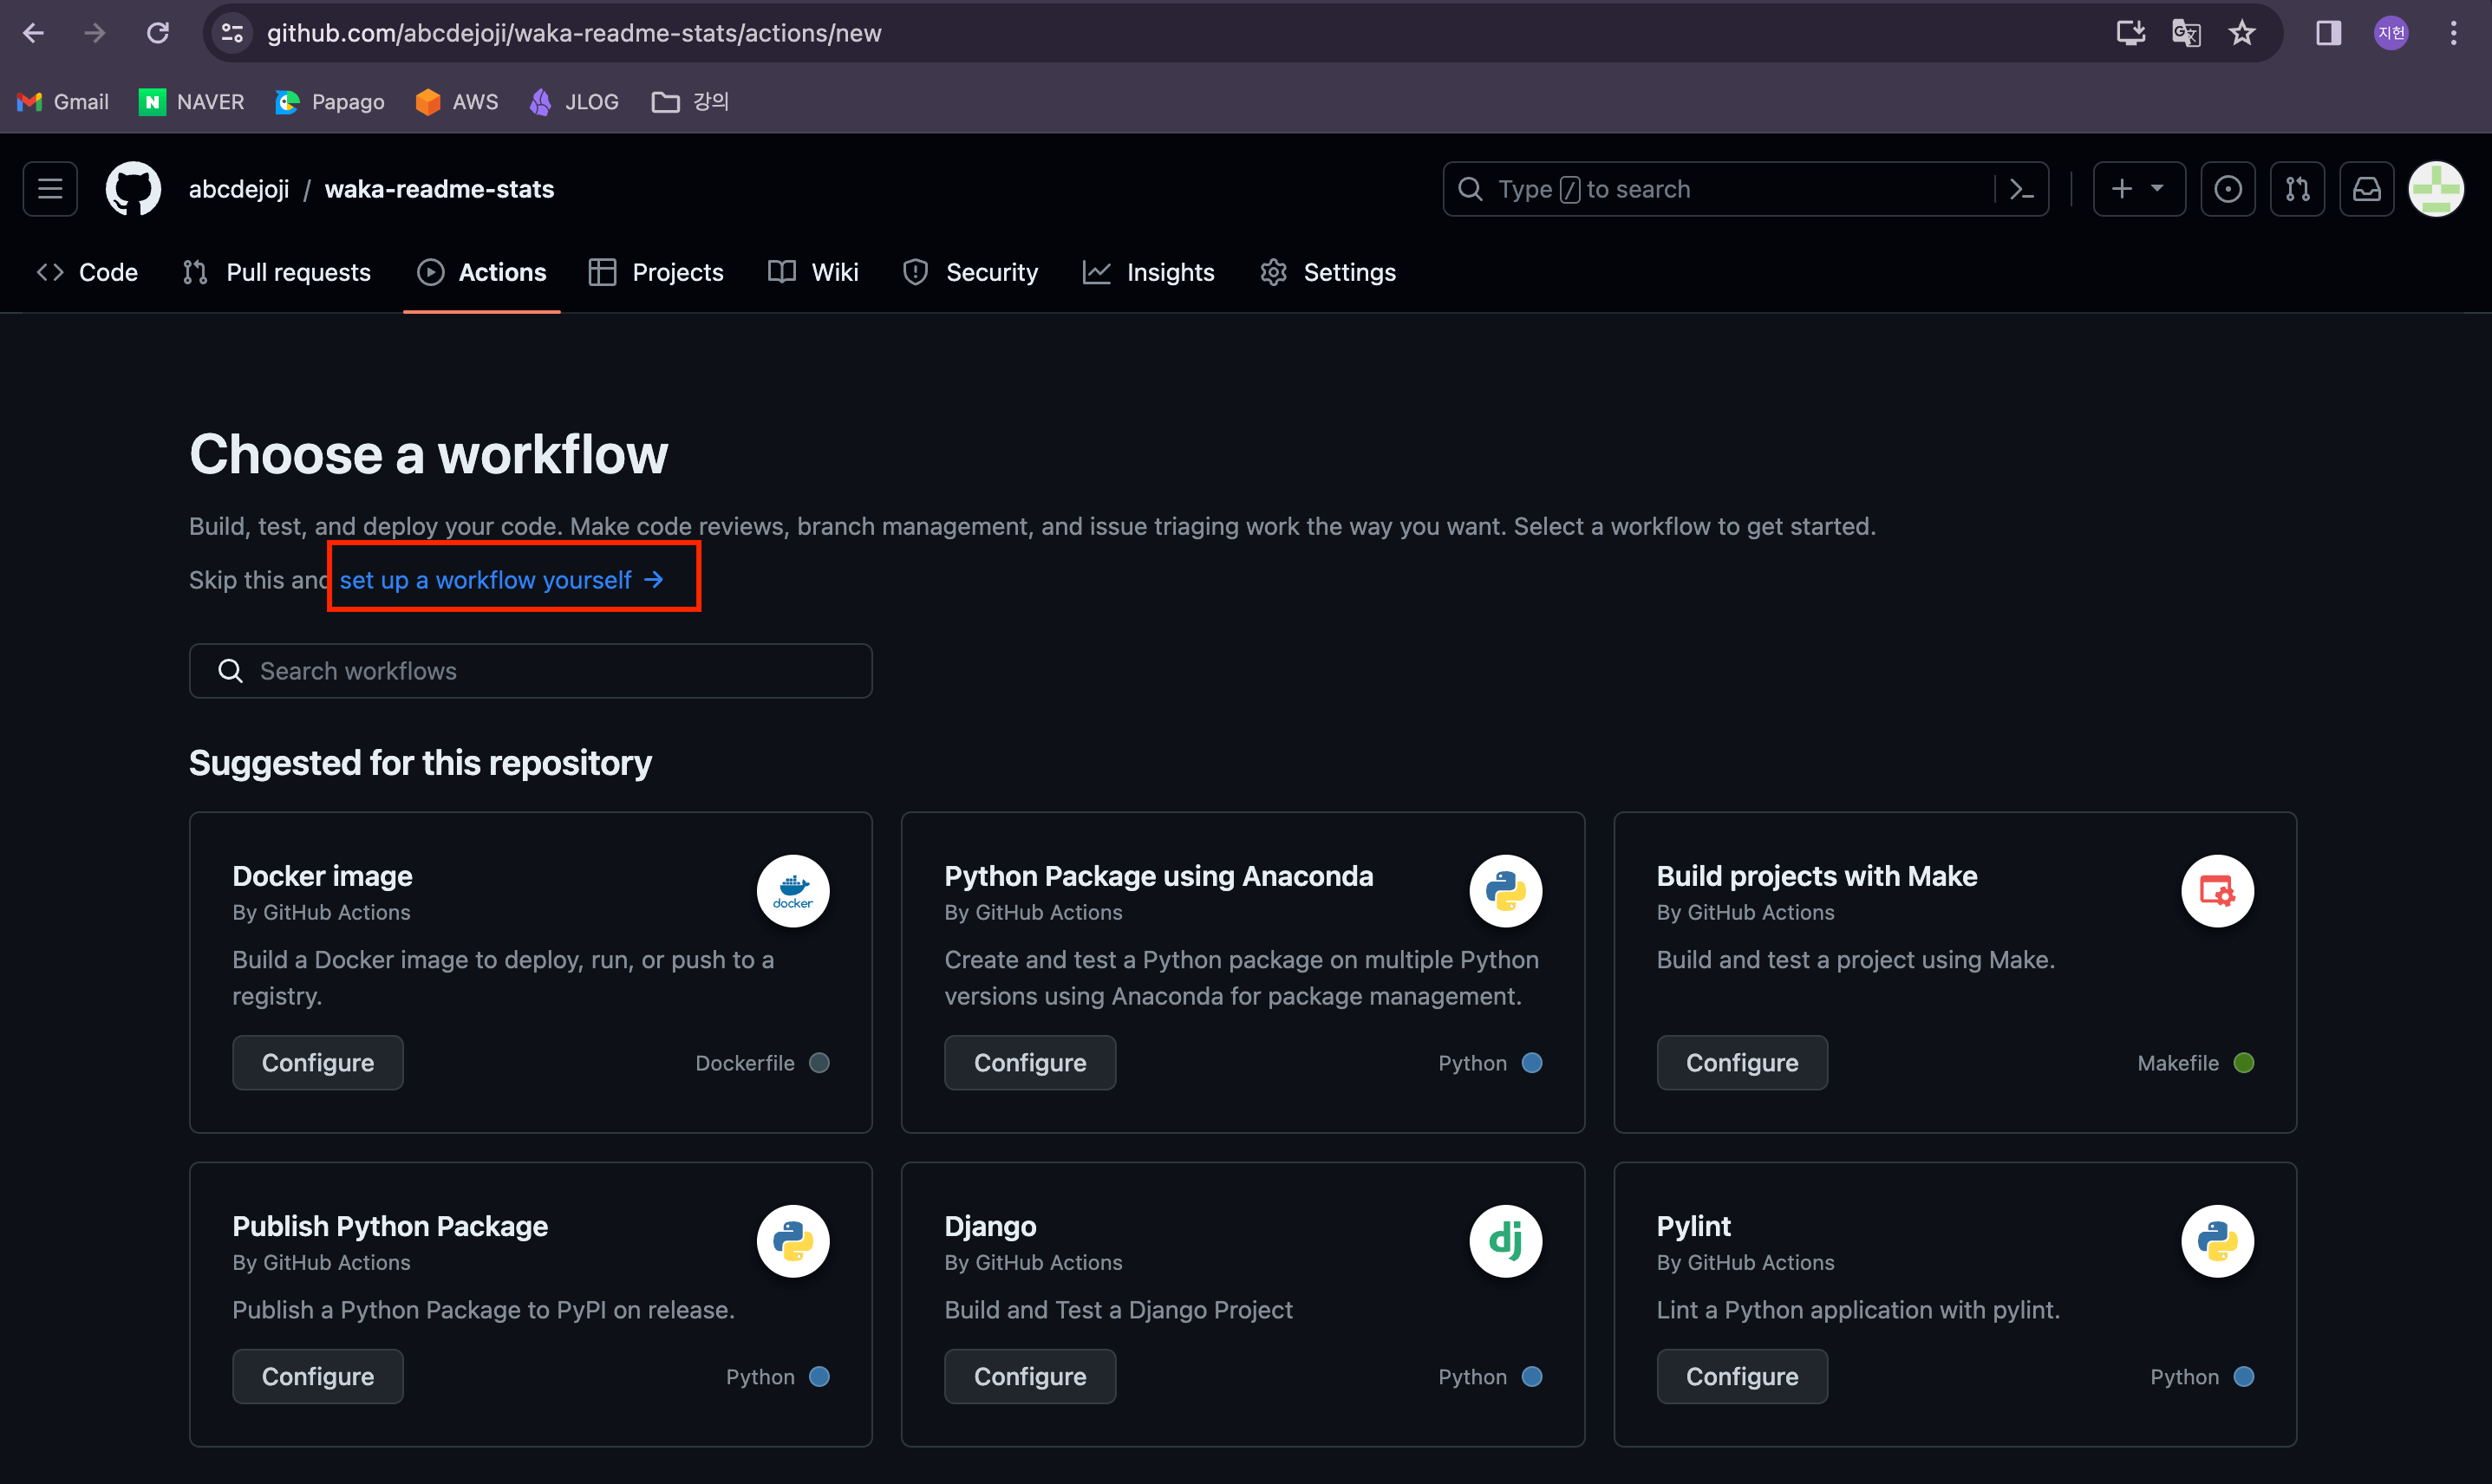 github.com/abcdejoji/waka-readme-stats/actions/new
지헌
Gmail
NAVER
Papago
AWS
JLOG
강의
abcdejoji / waka-readme-stats
Type / to search
Code
Pull requests
Actions
Projects
Wiki
Security
Insights
Settings
Choose a workflow
Build, test, and deploy your code. Make code reviews, branch management, and issue triaging work the way you want. Select a workflow to get started.
Skip this and set up a workflow yourself →
Search workflows
Suggested for this repository
Docker image
By GitHub Actions
docker
Build a Docker image to deploy, run, or push to a
registry.
Configure
Dockerfile
Python Package using Anaconda
By GitHub Actions
Create and test a Python package on multiple Python
versions using Anaconda for package management.
Configure
Python
Build projects with Make
By GitHub Actions
Build and test a project using Make.
Configure
Makefile
Publish Python Package
By GitHub Actions
Publish a Python Package to PyPI on release.
Configure
Python
Django
By GitHub Actions
dj
Build and Test a Django Project
Configure
Python
Pylint
By GitHub Actions
Lint a Python application with pylint.
Configure
Python